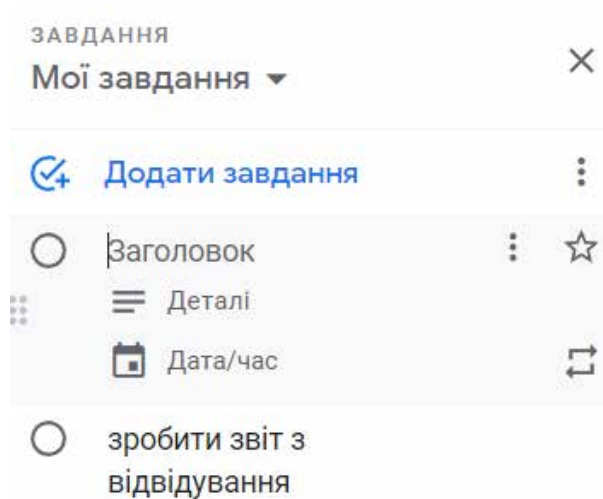 ЗАВДАННЯ
Мої завдання
Додати завдання
Заголовок
Деталі
Дата/час
зробити звіт з
відвідування